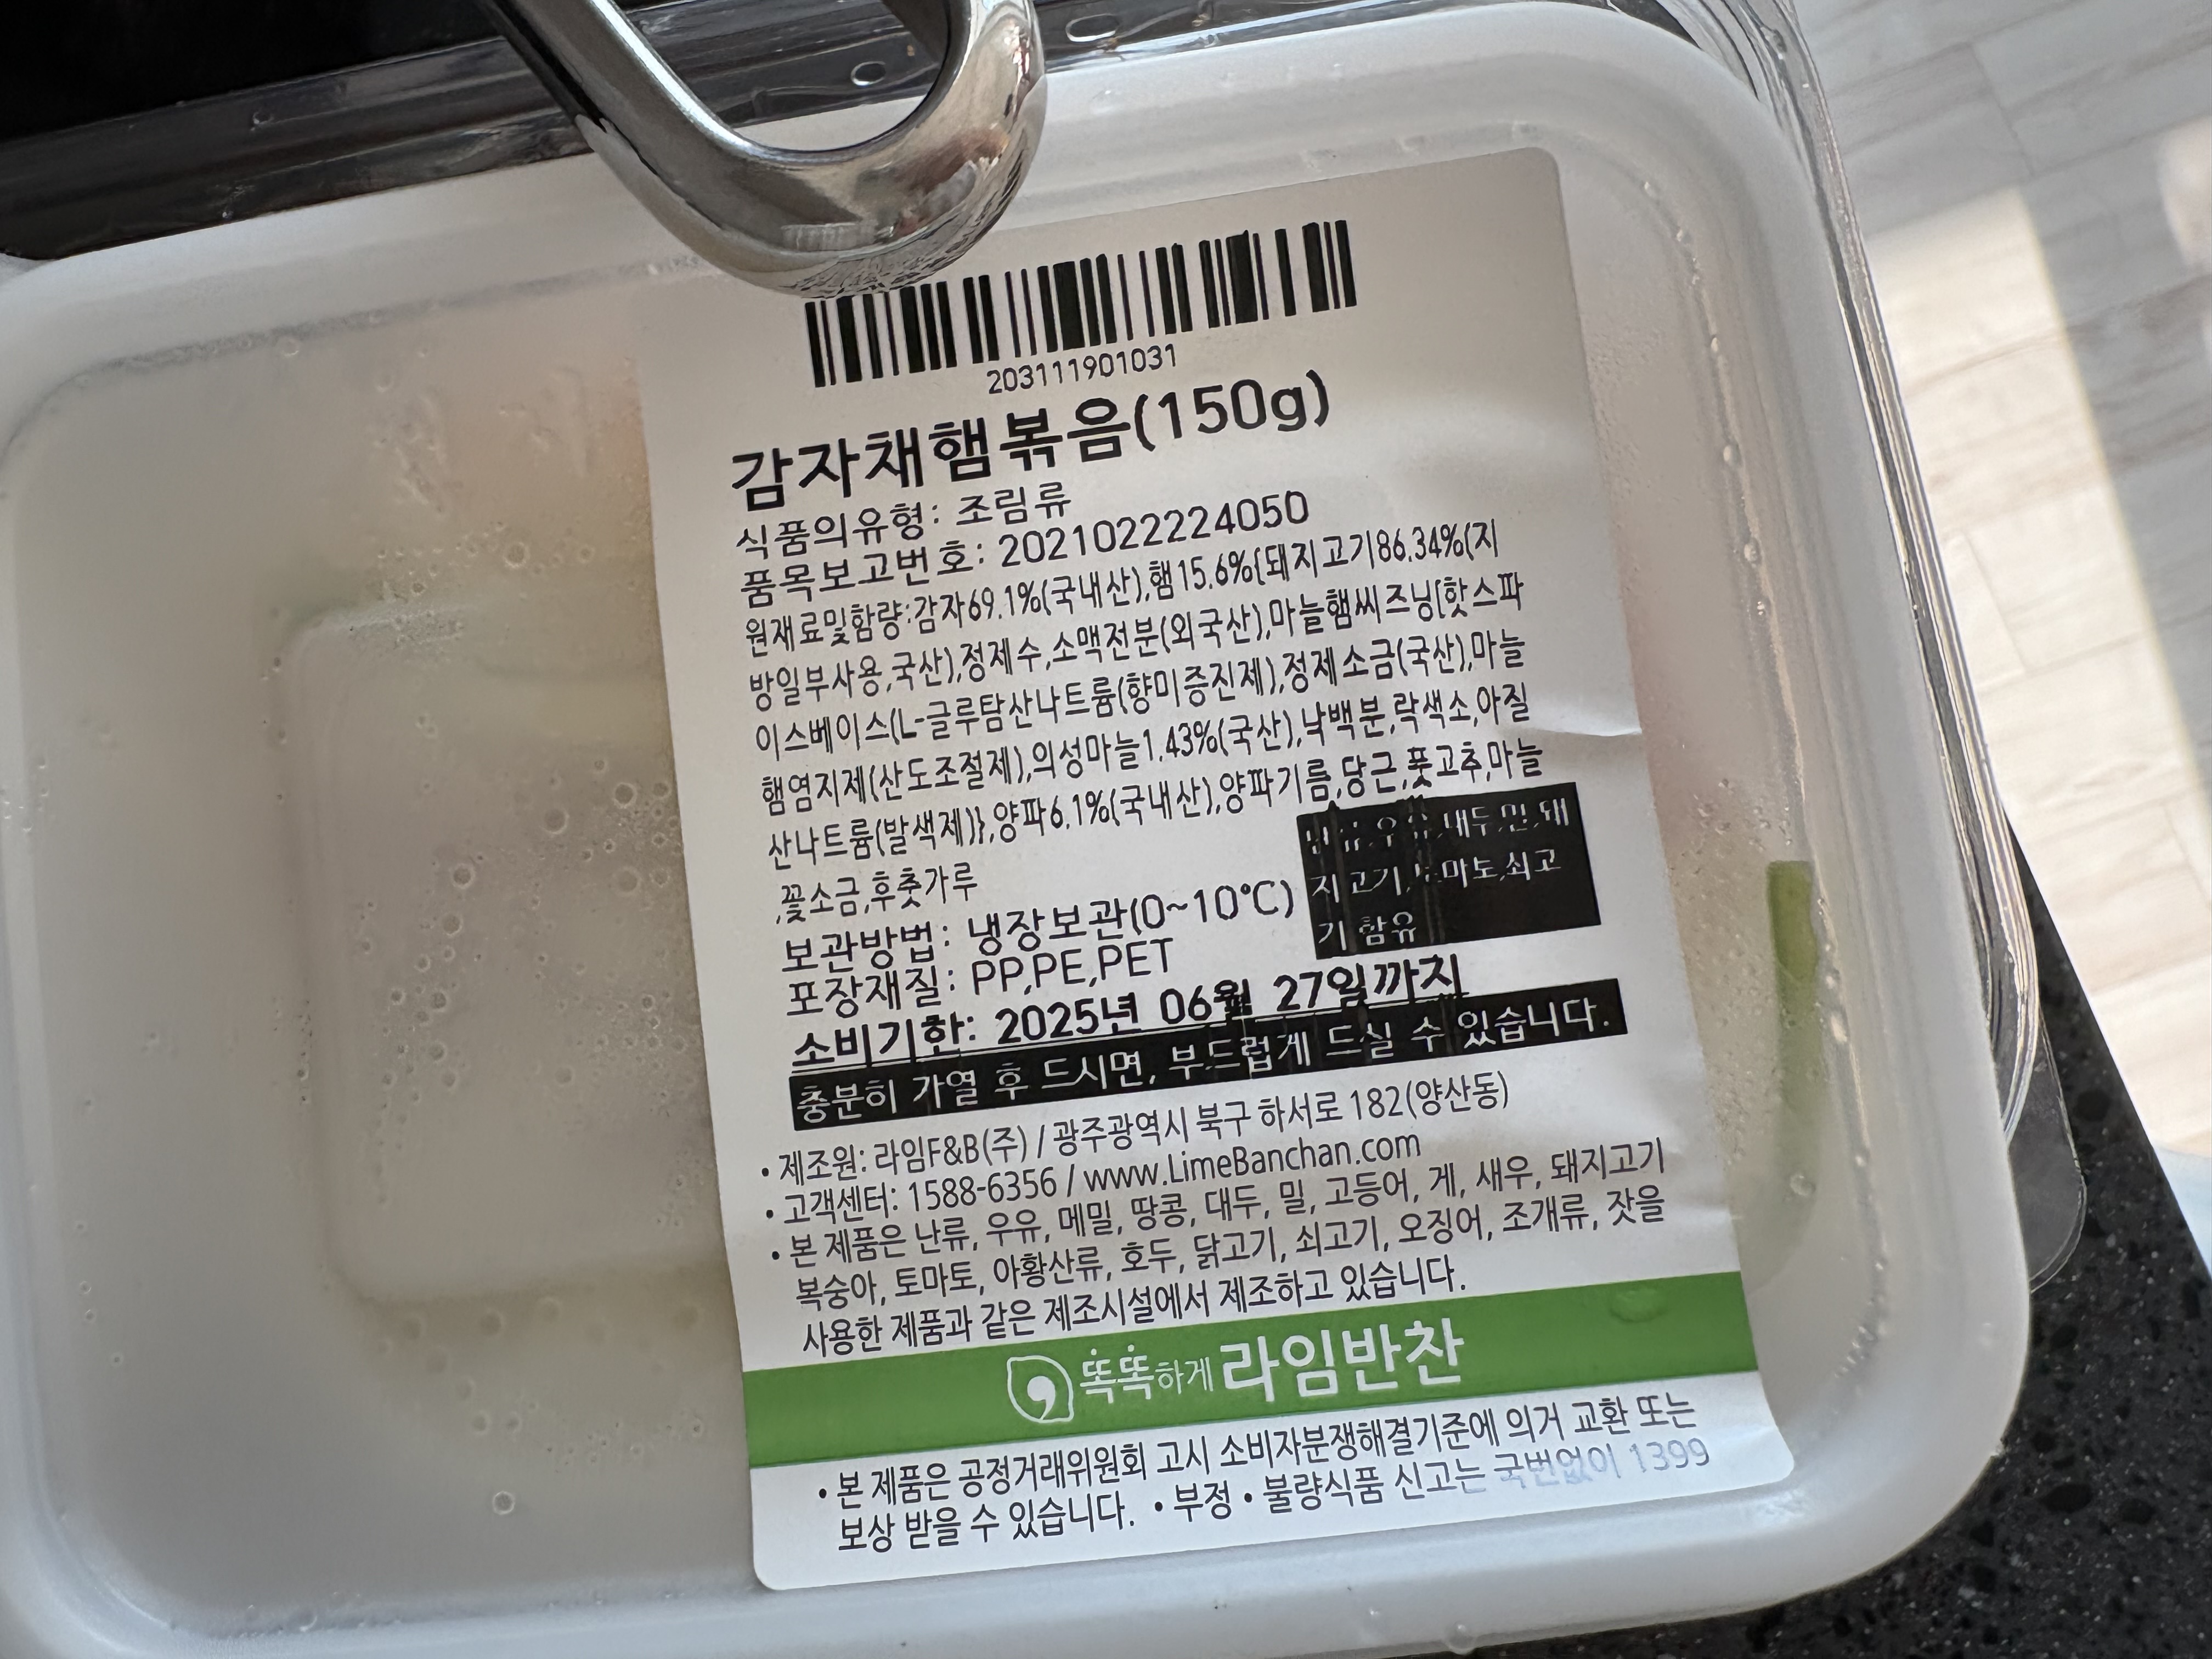 203111901031
감자채햄볶음(150g)
식품의유형: 조림류
품목보고번호: 2021022224050
원재료및함량:감자69.1%(국내산),햄15.6%{돼지고기86.34%(지
방일부사용,국산),정제수,소맥전분(외국산),마늘햄씨즈닝[핫스파
이스베이스(L-글루탐산나트륨(향미증진제),정제소금(국산),마늘
햄염지제(산도조절제),의성마늘1.43%(국산),난백분,락색소,아질
산나트륨(발색제)},양파6.1%(국내산),양파기름,당근,풋고추,마늘
,꽃소금,후춧가루
보관방법: 냉장보관(0~10℃)
포장재질: PP,PE,PET
대두,밀,돼
지고기,토마토,쇠고
기 함유
소비기한: 2025년 06월 27일까지
충분히 가열 후 드시면, 부드럽게 드실 수 있습니다.
• 제조원: 라임F&B(주) / 광주광역시 북구 하서로 182(양산동)
• 고객센터: 1588-6356 / www.LimeBanchan.com
• 본 제품은 난류, 우유, 메밀, 땅콩, 대두, 밀, 고등어, 게, 새우, 돼지고기
복숭아, 토마토, 아황산류, 호두, 닭고기, 쇠고기, 오징어, 조개류, 잣을
사용한 제품과 같은 제조시설에서 제조하고 있습니다.
똑똑하게 라임반찬
• 본 제품은 공정거래위원회 고시 소비자분쟁해결기준에 의거 교환 또는
보상 받을 수 있습니다. • 부정 • 불량식품 신고는 국번없이 1399